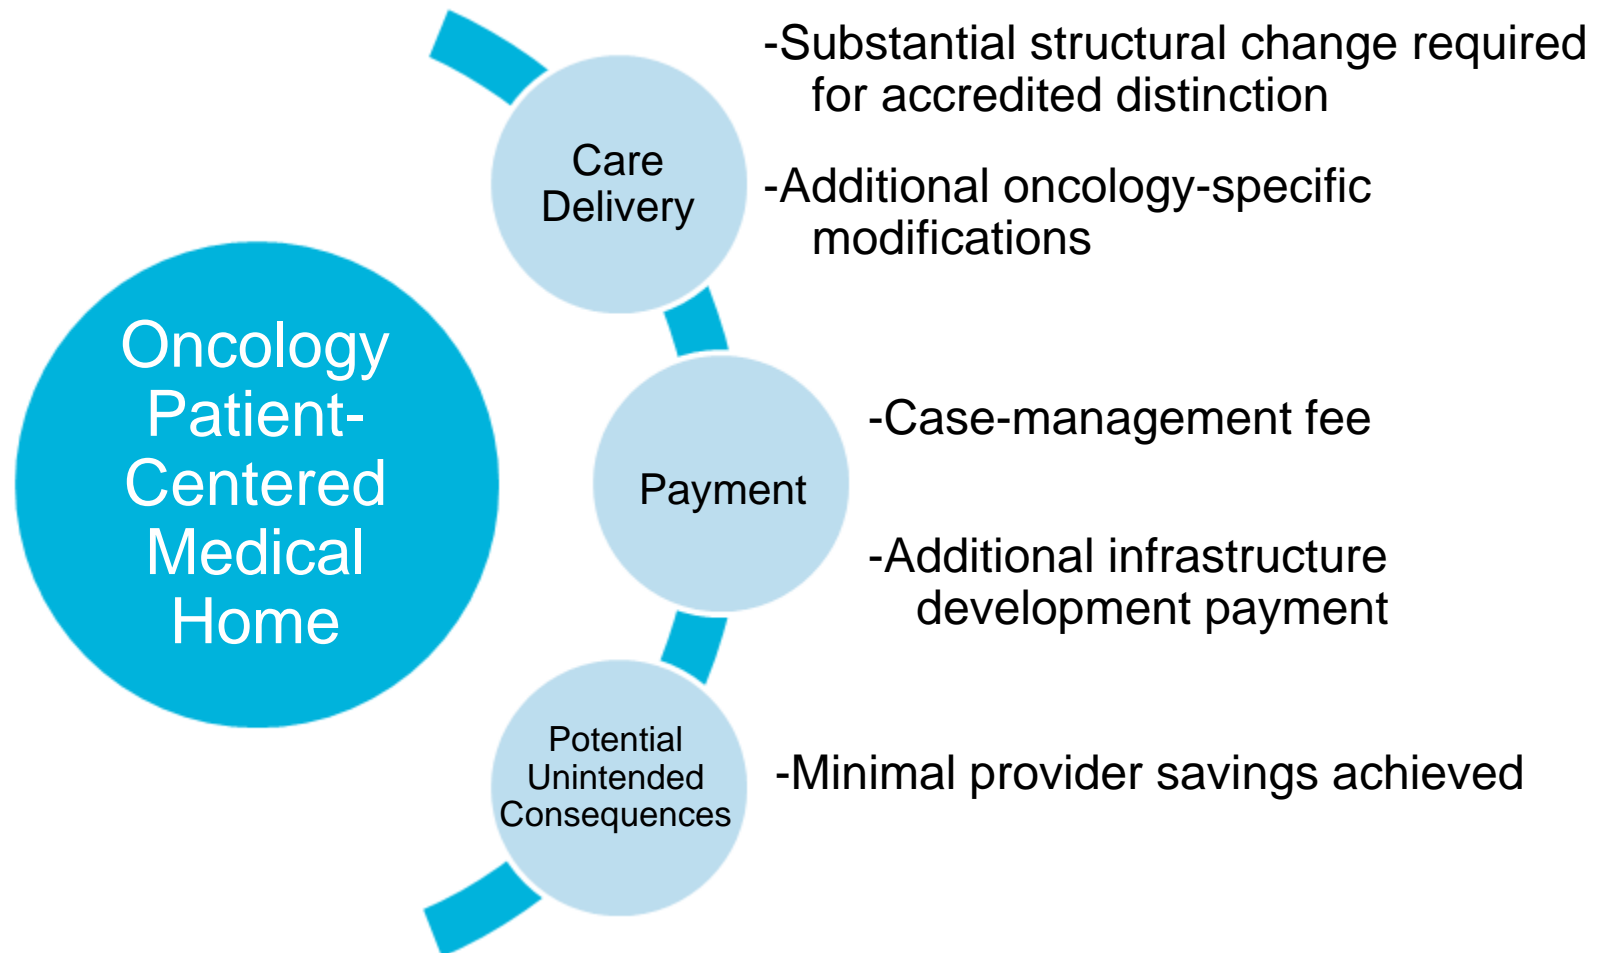 Oncology
Patient-
Centered
Medical
Home
Care
Delivery
-Substantial structural change required
for accredited distinction
-Additional oncology-specific
modifications
Payment
-Case-management fee
-Additional infrastructure
development payment
Potential
Unintended
Consequences
-Minimal provider savings achieved